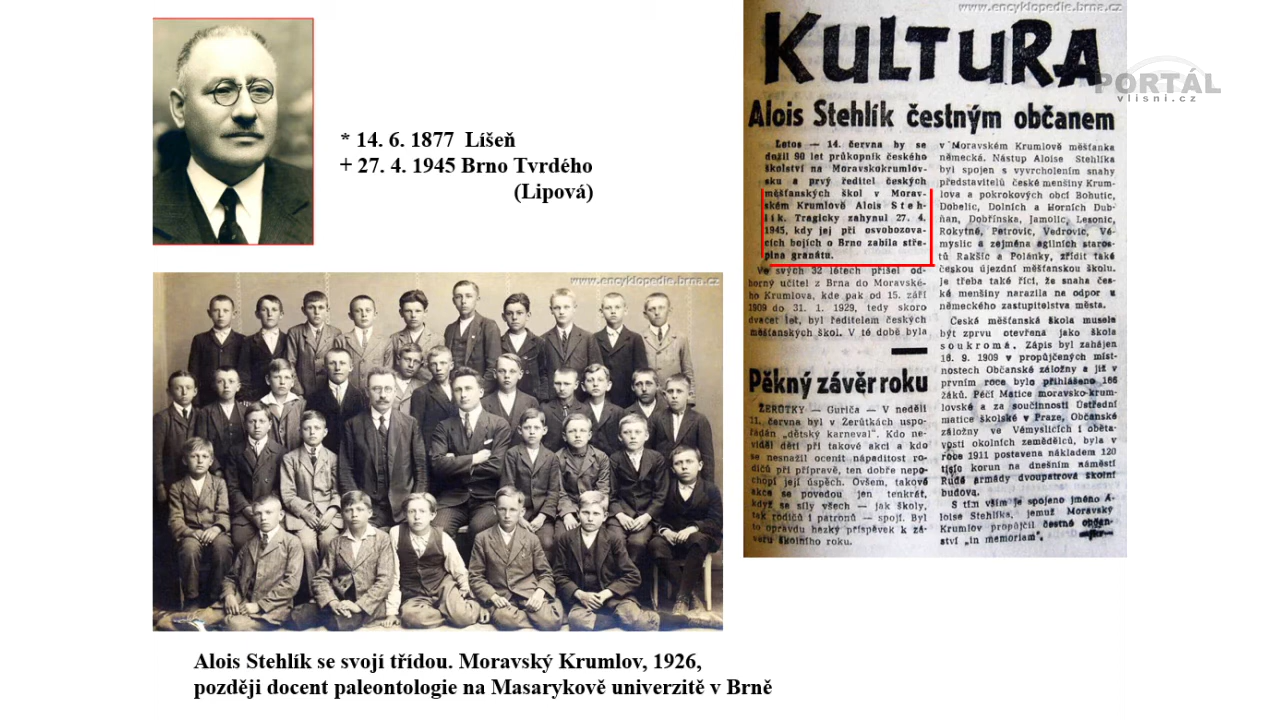 * 14. 6. 1877 Líšeň
+ 27. 4. 1945 Brno Tvrdého
(Lipová)
www.encyklopedie.brna.cz
Alois Stehlík se svojí třídou. Moravský Krumlov, 1926,
později docent paleontologie na Masarykově univerzitě v Brně
www.encyklopedie.brna.cz
PORTÁL
vlisni.cz
KULTURA
Alois Stehlík čestným občanem
Letos — 14. června by se
dožil 90 let průkopník českého
školství na Moravskokrumlov-
sku a prvý ředitel českých
měšťanských škol v Morav-
ském Krumlově Alois Steh-
lík. Tragicky zahynul 27. 4.
1945, kdy jej při osvobozova-
cích bojích o Brno zabila stře-
pina granátu.
Ve svých 32 létech přišel od-
borný učitel z Brna do Moravské-
ho Krumlova, kde pak od 15. září
1909 do 31. 1. 1929, tedy skoro
dvacet let, byl ředitelem českých
měšťanských škol. V té době byla
v Moravském Krumlově měšťanka
německá. Nástup Aloise Stehlíka
byl spojen s vyvrcholením snahy
představitelů české menšiny Krum-
lova a pokrokových obcí Bohutic,
Dobelic, Dolních a Horních Dub-
ňan, Dobřínska, Jamolic, Lesonic,
Rokytné, Petrovic, Vedrovic, Vé-
myslic a zejména agilních staros-
tů Rakšic a Polánky, zřídit také
českou újezdní měšťanskou školu.
Je třeba také říci, že snaha čes-
ké menšiny narazila na odpor u
německého zastupitelstva města.
Česká měšťanská škola musela
být zprvu otevřena jako škola
soukromá. Zápis byl zahájen
16. 9. 1909 v propůjčených míst-
nostech Občanské záložny a již v
prvním roce bylo přihlášeno 166
žáků. Péčí Matice moravsko-krum-
lovské a za součinnosti Ústřední
matice školské v Praze, Občanské
záložny ve Vémyslicích i oběta-
vosti okolních zemědělců, byla v
roce 1911 postavena nákladem 120
tisíc korun na dnešním náměstí
Rudé armády dvoupatrová školní
budova.
S tím vším je spojeno jméno A-
loise Stehlíka, jemuž Moravský
Krumlov propůjčil čestné občan-
ství „in memoriam".
Pěkný závěr roku
ŽERŮTKY — Guriča — V neděli
11. června byl v Žerůtkách uspo-
řádán „dětský karneval". Kdo ne-
viděl děti při takové akci a kdo
se nesnažil ocenit nápaditost ro-
dičů při přípravě, ten dobře nepo-
chopí její úspěch. Ovšem, takové
akce se povedou jen tenkrát,
když se síly všech — jak školy,
tak rodičů i patronů — spojí. Byl
to opravdu hezký příspěvek k zá-
věru školního roku.